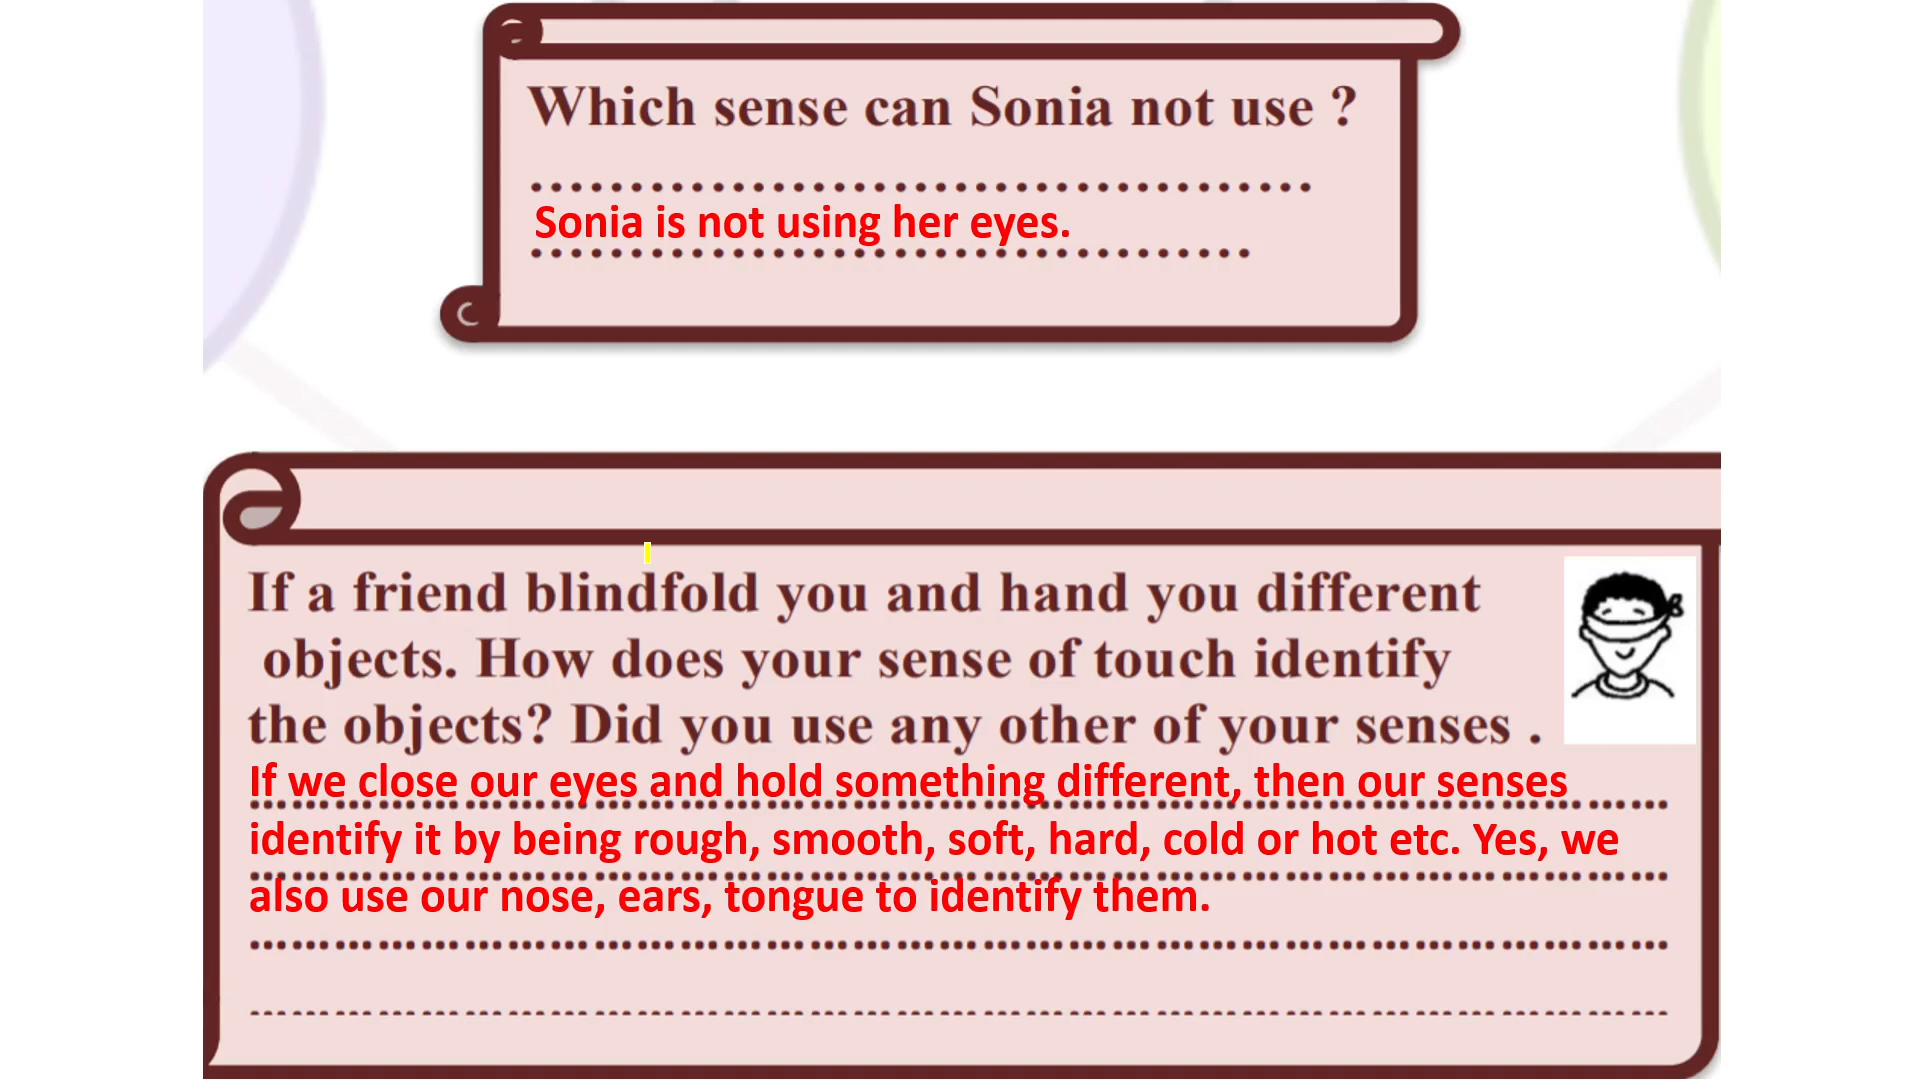 Which sense can Sonia not use ?
Sonia is not using her eyes.
If a friend blindfold you and hand you different
objects. How does your sense of touch identify
the objects? Did you use any other of your senses .
If we close our eyes and hold something different, then our senses
identify it by being rough, smooth, soft, hard, cold or hot etc. Yes, we
also use our nose, ears, tongue to identify them.